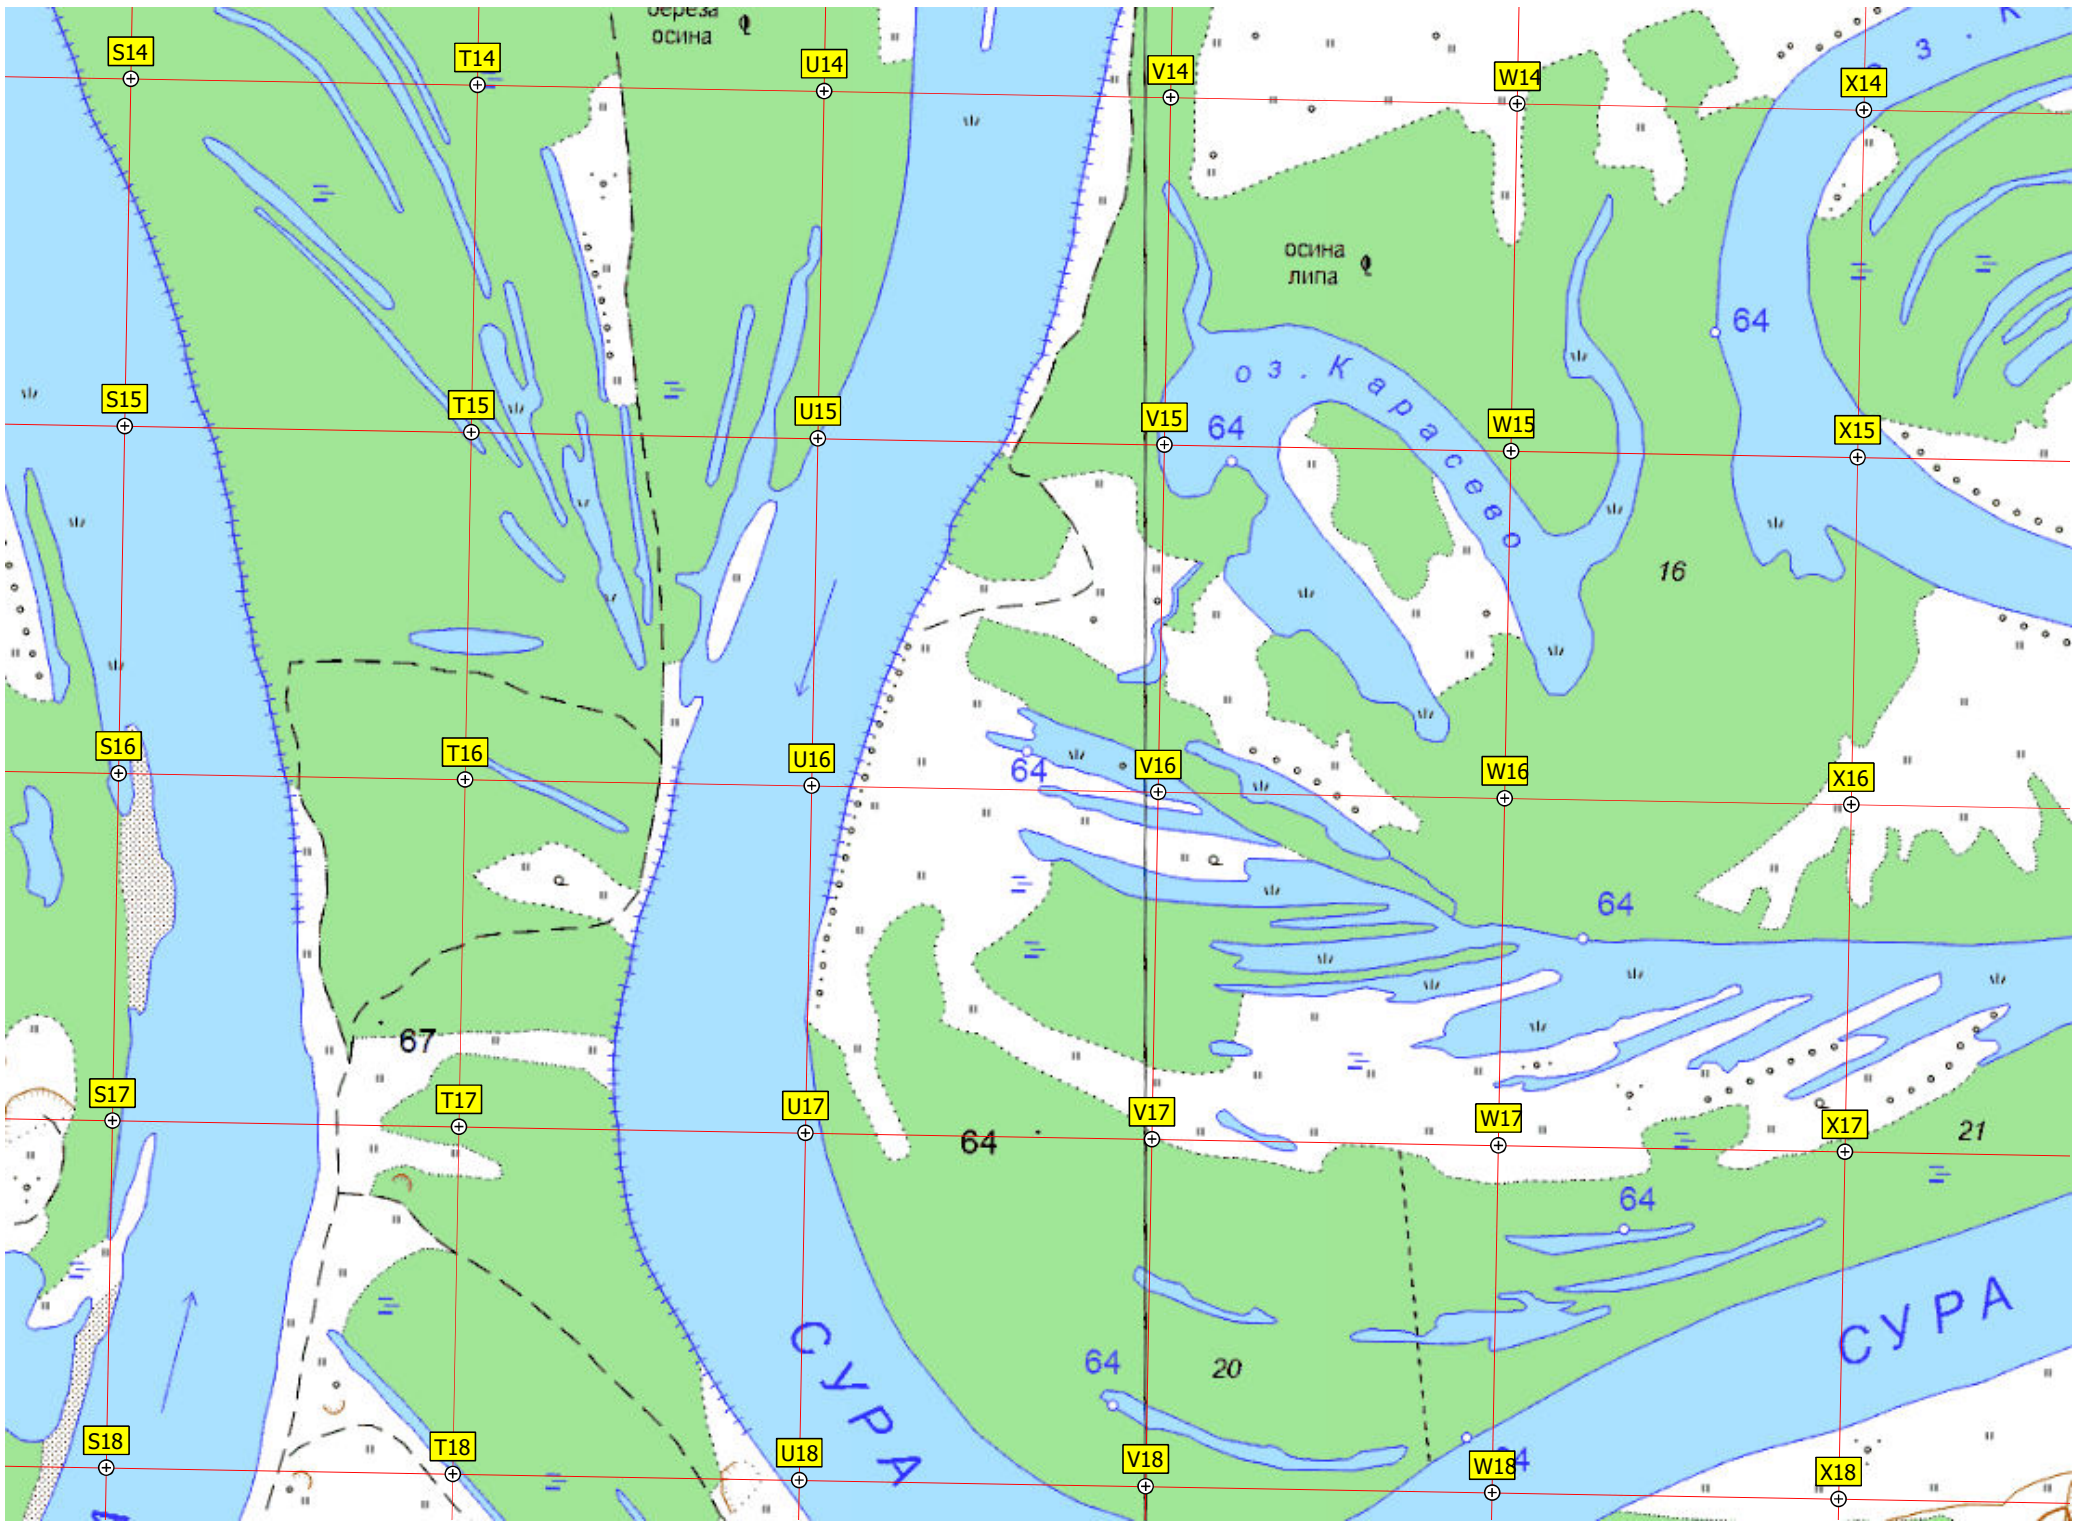 береза
осина
з. К
S14
T14
U14
V14
W14
X14
осина
липа
64
оз. Карасево
S15
T15
U15
V15
64
W15
X15
16
S16
T16
U16
64
V16
W16
X16
64
67
S17
T17
U17
64
V17
W17
X17
21
64
СУРА
СУРА
64
20
S18
T18
U18
V18
W18
X18